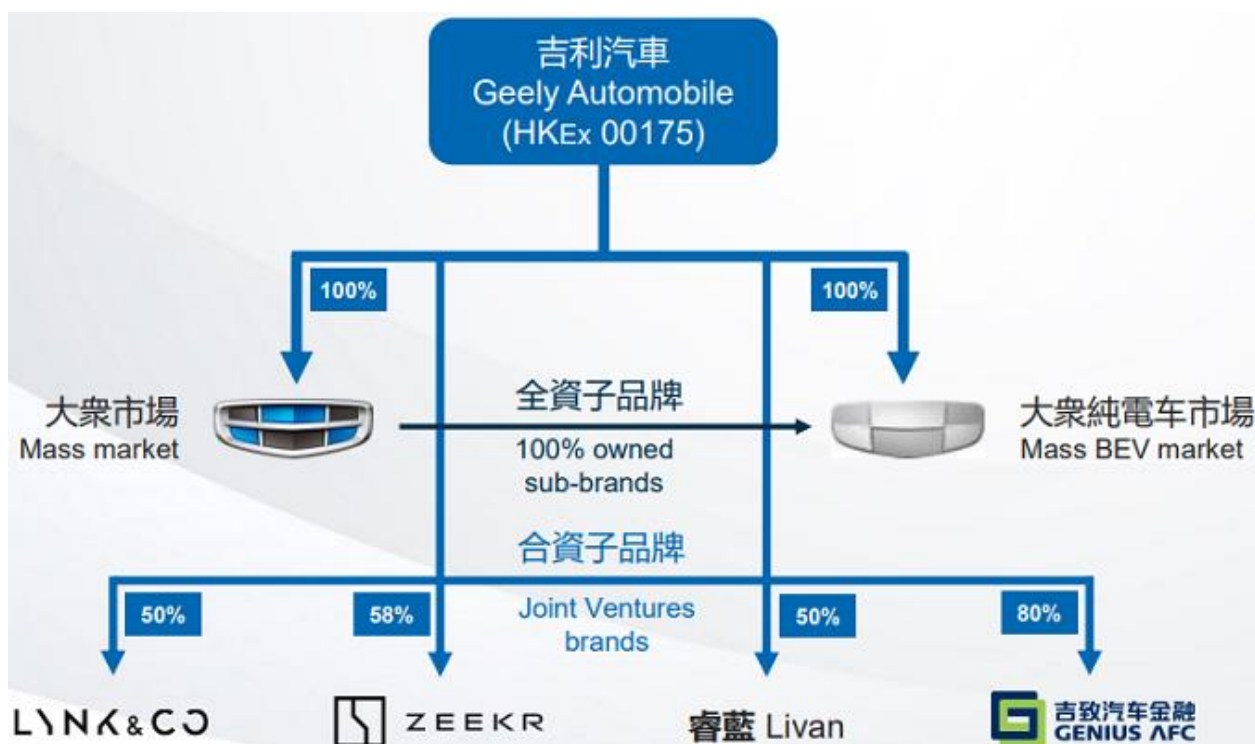 吉利汽車
Geely Automobile
(HKEx 00175)
100%
100%
大衆市場
Mass market
全資子品牌
100% owned
sub-brands
大衆純電车市場
Mass BEV market
合資子品牌
Joint Ventures
brands
50%
58%
50%
80%
LYNK & CO
ZEEKR
睿藍 Livan
吉致汽车金融
GENIUS AFC